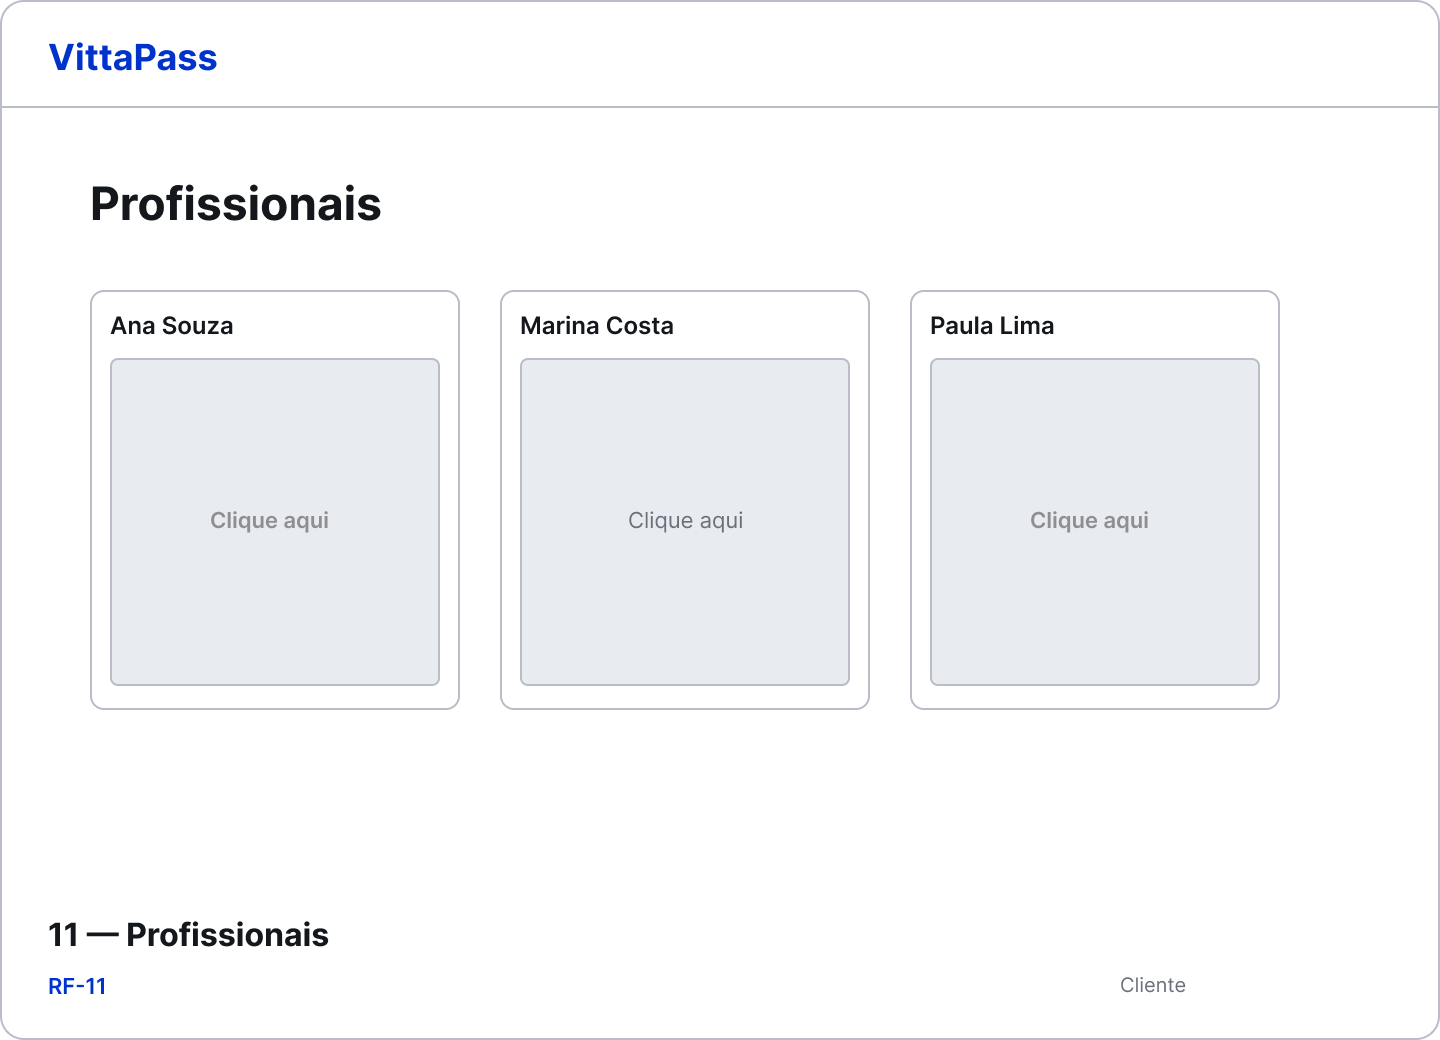 VittaPass
Profissionais
Ana Souza
Marina Costa
Paula Lima
Clique aqui
Clique aqui
Clique aqui
11 — Profissionais
RF-11
Cliente